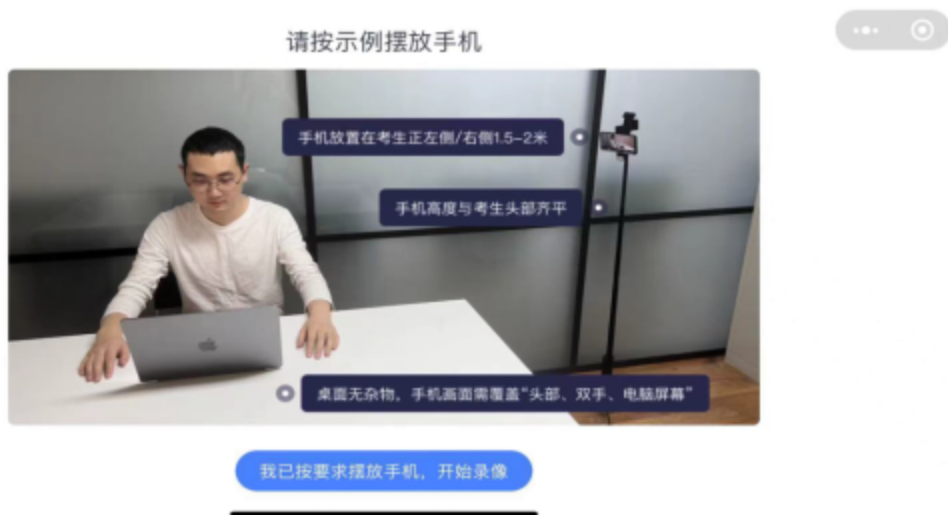 请按示例摆放手机
手机放置在考生正左侧/右侧1.5-2米
手机高度与考生头部齐平
桌面无杂物，手机画面需覆盖“头部、双手、电脑屏幕”
我已按要求摆放手机，开始录像